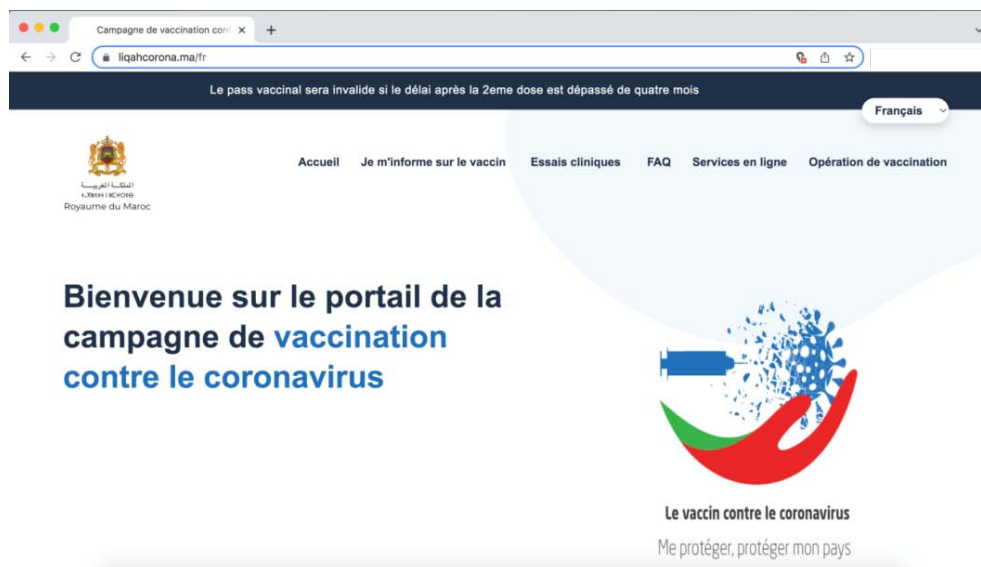 Campagne de vaccination con
liqahcorona.ma/fr
Le pass vaccinal sera invalide si le délai après la 2eme dose est dépassé de quatre mois
Français
المملكة المغربية
Royaume du Maroc
Accueil Je m'informe sur le vaccin Essais cliniques FAQ Services en ligne Opération de vaccination
Bienvenue sur le portail de la
campagne de vaccination
contre le coronavirus
Le vaccin contre le coronavirus
Me protéger, protéger mon pays